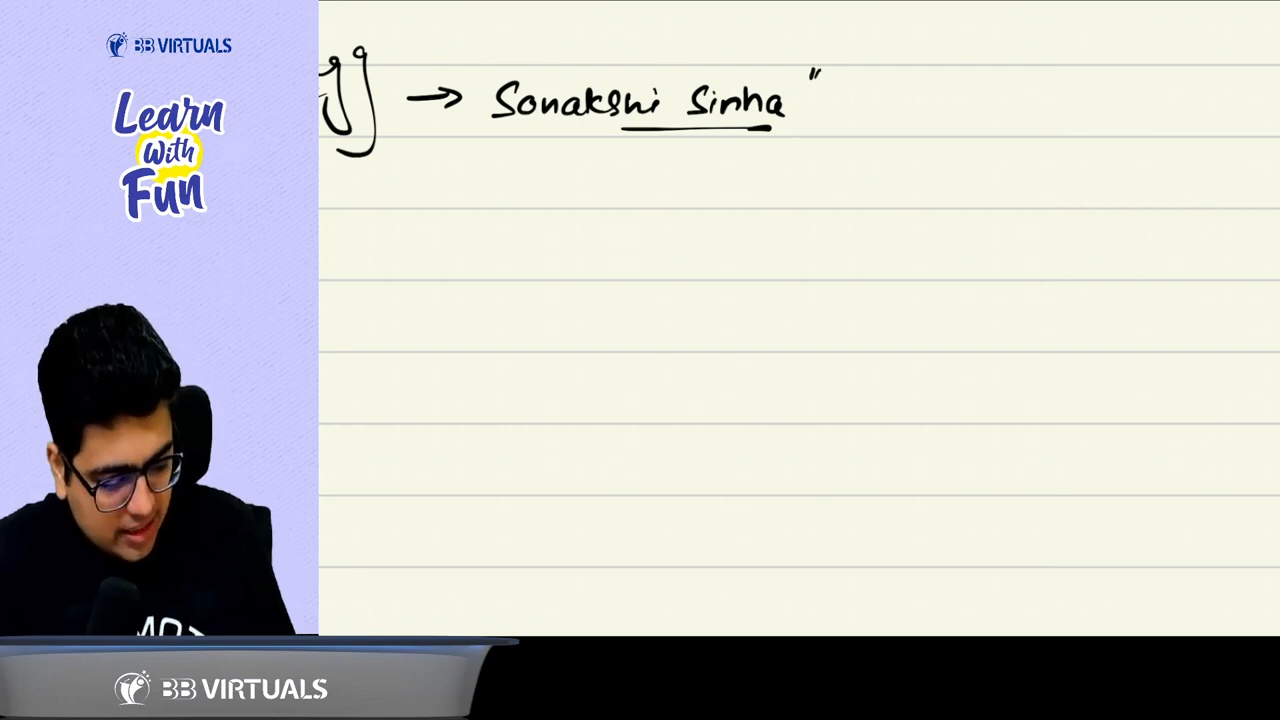 BB VIRTUALS
Learn
With
Fun
→ Sonakshi Sinha "
BB VIRTUALS